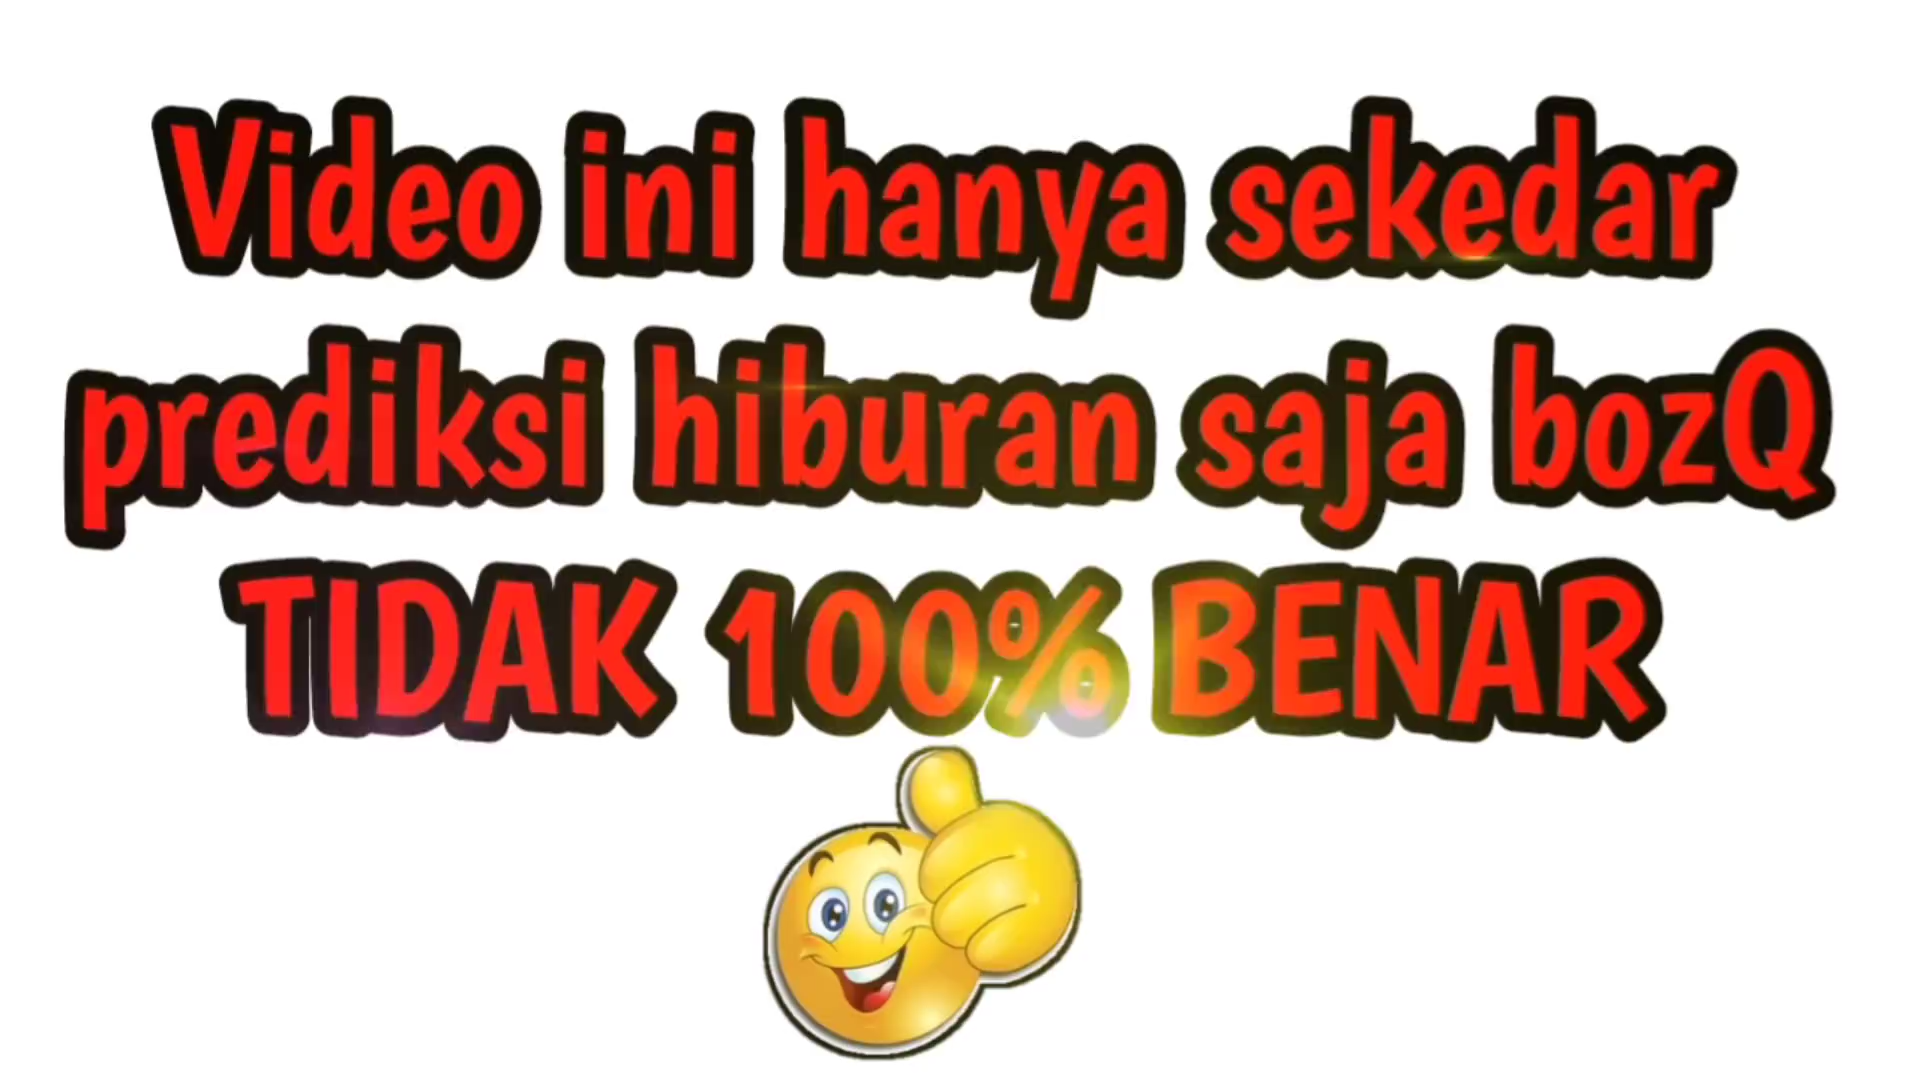 Video ini hanya sekedar
prediksi hiburan saja bozQ
TIDAK 100% BENAR